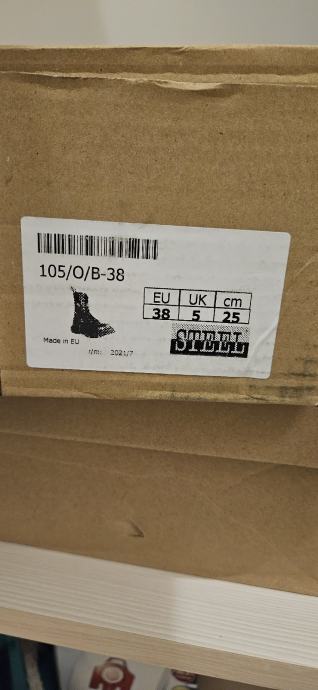 105/O/B-38
EU UK cm
38 5 25
Made in EU
r/m: 2021/7
STEEL